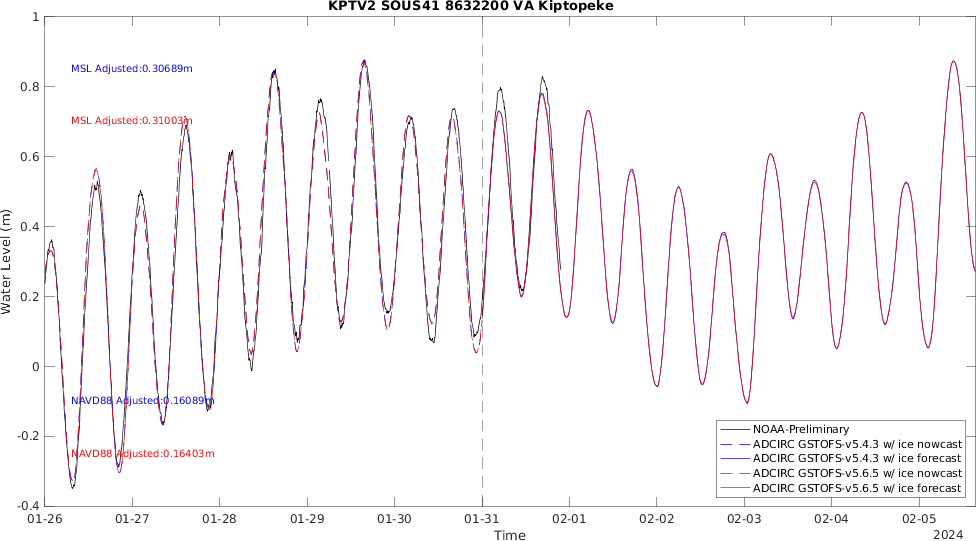 KPTV2 SOUS41 8632200 VA Kiptopeke
Water Level (m)
1
0.8
0.6
0.4
0.2
0
-0.2
-0.4
MSL Adjusted:0.30689m
MSL Adjusted:0.31003m
NAVD88 Adjusted:0.16089m
NAVD88 Adjusted:0.16403m
NOAA-Preliminary
ADCIRC GSTOFS-v5.4.3 w/ ice nowcast
ADCIRC GSTOFS-v5.4.3 w/ ice forecast
ADCIRC GSTOFS-v5.6.5 w/ ice nowcast
ADCIRC GSTOFS-v5.6.5 w/ ice forecast
01-26 01-27 01-28 01-29 01-30 01-31 02-01 02-02 02-03 02-04 02-05
Time
2024